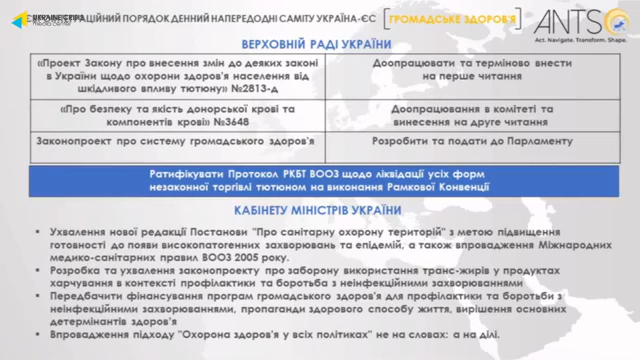 ЄВРОІНТЕГРАЦІЙНИЙ ПОРЯДОК ДЕННИЙ НАПЕРЕДОДНІ САМІТУ УКРАЇНА-ЄС
ГРОМАДСЬКЕ ЗДОРОВ'Я
UKRAINE CRISIS
media center
ANTS
Act. Navigate. Transform. Shape.
ВЕРХОВНІЙ РАДІ УКРАЇНИ
«Проект Закону про внесення змін до деяких законі
в України щодо охорони здоров'я населення від
шкідливого впливу тютюну» №2813-д
Доопрацювати та терміново внести
на перше читання
«Про безпеку та якість донорської крові та
компонентів крові» №3648
Доопрацювання в комітеті та
винесення на друге читання
Законопроект про систему громадського здоров'я
Розробити та подати до Парламенту
Ратифікувати Протокол РКБТ ВООЗ щодо ліквідації усіх форм
незаконної торгівлі тютюном на виконання Рамкової Конвенції
КАБІНЕТУ МІНІСТРІВ УКРАЇНИ
▪ Ухвалення нової редакції Постанови "Про санітарну охорону територій" з метою підвищення
готовності до появи високопатогенних захворювань та епідемій, а також впровадження Міжнародних
медико-санітарних правил ВООЗ 2005 року.
▪ Розробка та ухвалення законопроекту про заборону використання транс-жирів у продуктах
харчування в контексті профілактики та боротьба з неінфекційними захворюваннями
▪ Передбачити фінансування програм громадського здоров'я для профілактики та боротьби з
неінфекційними захворюваннями, пропаганди здорового способу життя, вирішення основних
детермінантів здоров'я
▪ Впровадження підходу "Охорона здоров'я у всіх політиках" не на словах: а на ділі.